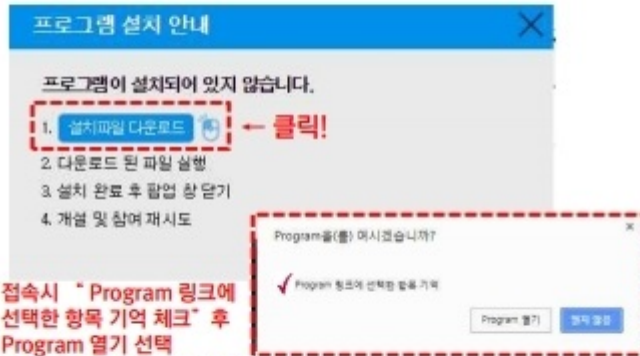 프로그램 설치 안내
프로그램이 설치되어 있지 않습니다.
1. 설치파일 다운로드 ← 클릭!
2. 다운로드 된 파일 실행
3. 설치 완료 후 팝업 창 닫기
4. 개설 및 참여 재시도
Program을(를) 여시겠습니까?
Program 링크에 선택한 항목 기억
Program 열기
접속시 “ Program 링크에
선택한 항목 기억 체크” 후
Program 열기 선택